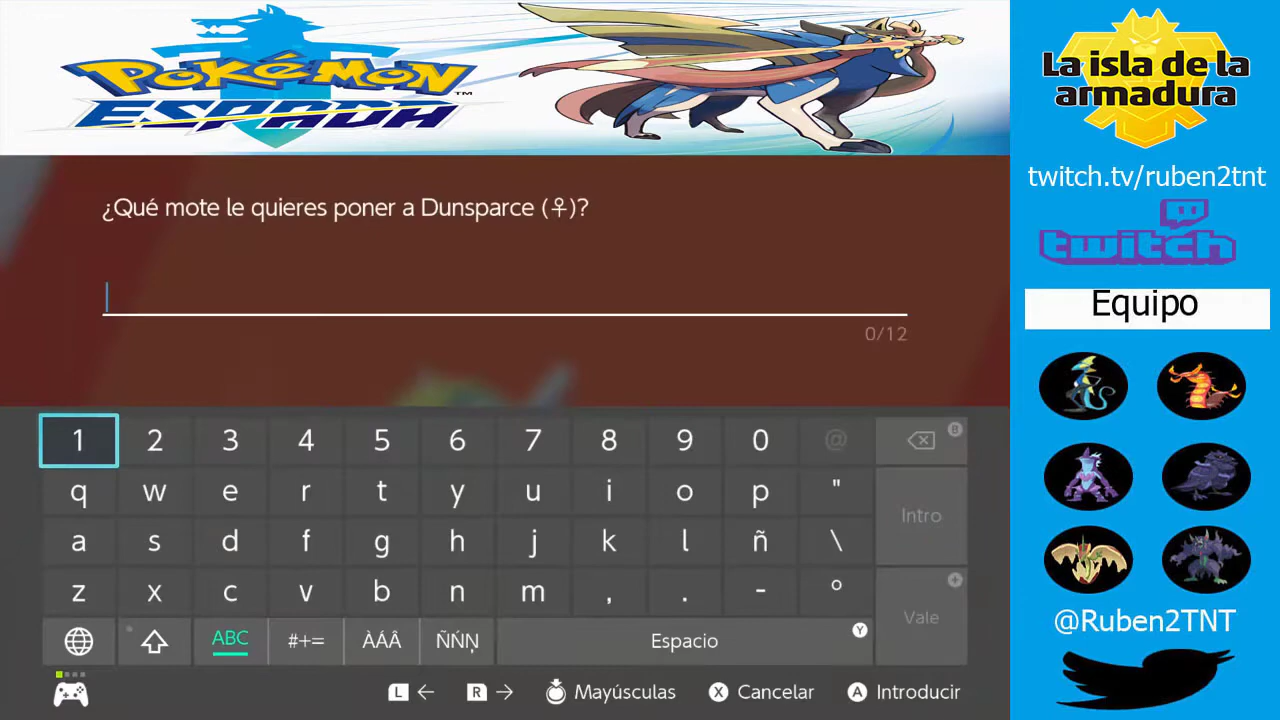 POKÉMON
TM
ESPADA
La isla de la
armadura
twitch.tv/ruben2tnt
twitch
¿Qué mote le quieres poner a Dunsparce (♀)?
0/12
Equipo
1 2 3 4 5 6 7 8 9 0 @ B
q w e r t y u i o p "
Intro
a s d f g h j k l ñ \
z x c v b n m , . - º +
Vale
ABC #+= ÀÁÂ ÑŃŅ Espacio Y
L ← R → Mayúsculas X Cancelar A Introducir
@Ruben2TNT